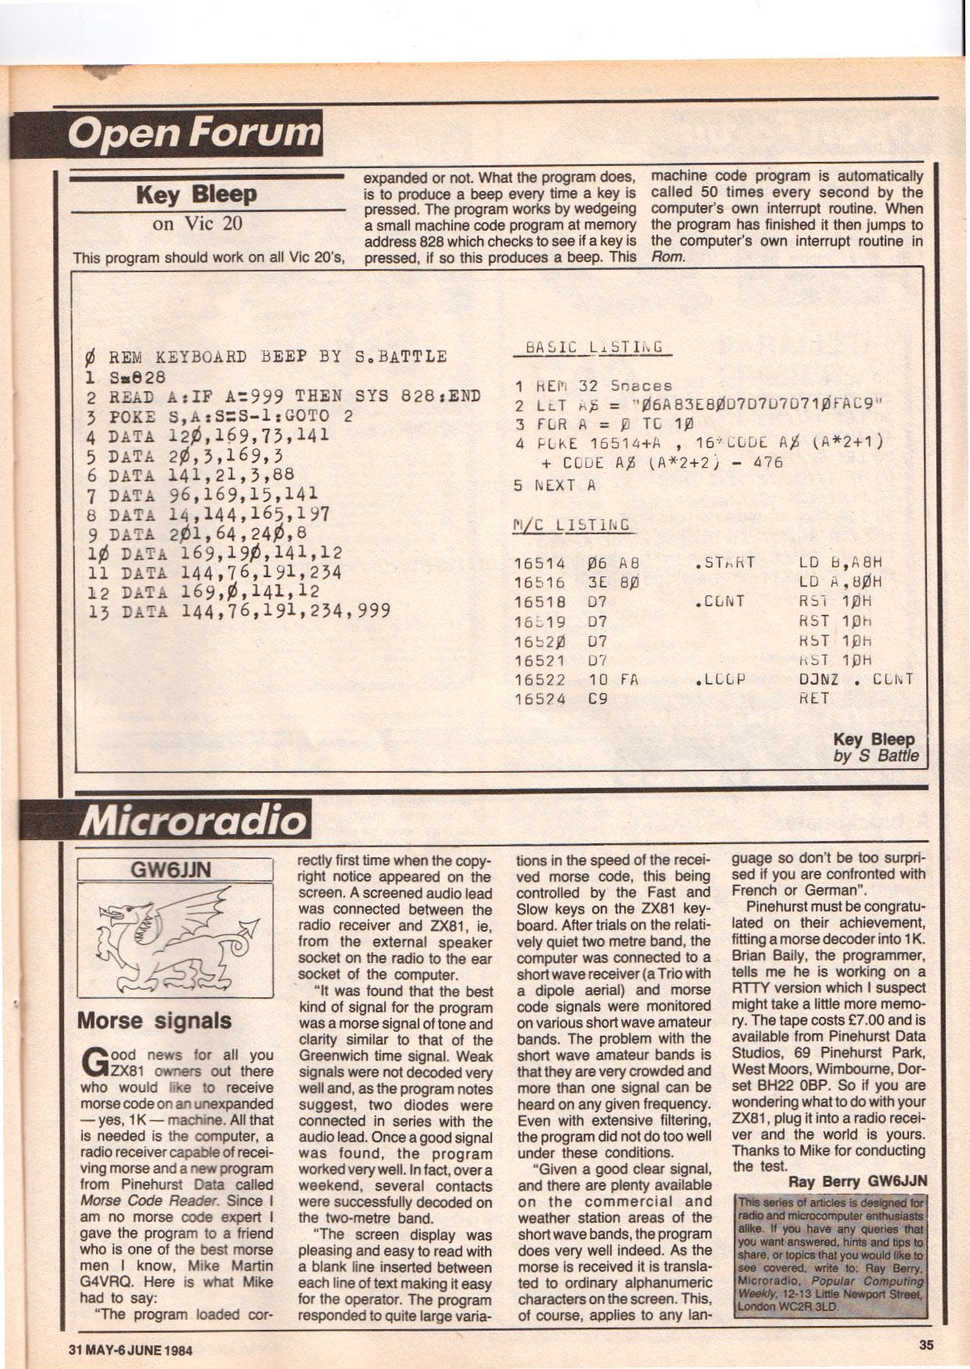 Open Forum
Key Bleep
on Vic 20
This program should work on all Vic 20's,
expanded or not. What the program does,
is to produce a beep every time a key is
pressed. The program works by wedgeing
a small machine code program at memory
address 828 which checks to see if a key is
pressed, if so this produces a beep. This
machine code program is automatically
called 50 times every second by the
computer's own interrupt routine. When
the program has finished it then jumps to
the computer's own interrupt routine in
Rom.
0 REM KEYBOARD BEEP BY S.BATTLE
1 S=828
2 READ A:IF A=999 THEN SYS 828:END
3 POKE S,A:S=S-1:GOTO 2
4 DATA 120,169,73,141
5 DATA 20,3,169,3
6 DATA 141,21,3,88
7 DATA 96,169,15,141
8 DATA 14,144,165,197
9 DATA 201,64,240,8
10 DATA 169,190,141,12
11 DATA 144,76,191,234
12 DATA 169,0,141,12
13 DATA 144,76,191,234,999
BASIC LISTING
1 REM 32 Spaces
2 LET A$ = "06A83E80D7D7D7D710FAC9"
3 FOR A = 0 TO 10
4 POKE 16514+A , 16*CODE A$ (A*2+1)
+ CODE A$ (A*2+2) - 476
5 NEXT A
M/C LISTING
16514 06 A8 .START LD B,A8H
16516 3E 80 LD A,80H
16518 D7 .CONT RST 10H
16519 D7 RST 10H
16520 D7 RST 10H
16521 D7 RST 10H
16522 10 FA .LOOP DJNZ . CONT
16524 C9 RET
Key Bleep
by S Battle
Microradio
GW6JJN
Morse signals
Good news for all you
ZX81 owners out there
who would like to receive
morse code on an unexpanded
— yes, 1K — machine. All that
is needed is the computer, a
radio receiver capable of recei-
ving morse and a new program
from Pinehurst Data called
Morse Code Reader. Since I
am no morse code expert I
gave the program to a friend
who is one of the best morse
men I know, Mike Martin
G4VRQ. Here is what Mike
had to say:
"The program loaded cor-
rectly first time when the copy-
right notice appeared on the
screen. A screened audio lead
was connected between the
radio receiver and ZX81, ie,
from the external speaker
socket on the radio to the ear
socket of the computer.
"It was found that the best
kind of signal for the program
was a morse signal of tone and
clarity similar to that of the
Greenwich time signal. Weak
signals were not decoded very
well and, as the program notes
suggest, two diodes were
connected in series with the
audio lead. Once a good signal
was found, the program
worked very well. In fact, over a
weekend, several contacts
were successfully decoded on
the two-metre band.
"The screen display was
pleasing and easy to read with
a blank line inserted between
each line of text making it easy
for the operator. The program
responded to quite large varia-
tions in the speed of the recei-
ved morse code, this being
controlled by the Fast and
Slow keys on the ZX81 key-
board. After trials on the relati-
vely quiet two metre band, the
computer was connected to a
short wave receiver (a Trio with
a dipole aerial) and morse
code signals were monitored
on various short wave amateur
bands. The problem with the
short wave amateur bands is
that they are very crowded and
more than one signal can be
heard on any given frequency.
Even with extensive filtering,
the program did not do too well
under these conditions.
"Given a good clear signal,
and there are plenty available
on the commercial and
weather station areas of the
short wave bands, the program
does very well indeed. As the
morse is received it is transla-
ted to ordinary alphanumeric
characters on the screen. This,
of course, applies to any lan-
guage so don't be too surpri-
sed if you are confronted with
French or German".
Pinehurst must be congratu-
lated on their achievement,
fitting a morse decoder into 1K.
Brian Baily, the programmer,
tells me he is working on a
RTTY version which I suspect
might take a little more memo-
ry. The tape costs £7.00 and is
available from Pinehurst Data
Studios, 69 Pinehurst Park,
West Moors, Wimbourne, Dor-
set BH22 0BP. So if you are
wondering what to do with your
ZX81, plug it into a radio recei-
ver and the world is yours.
Thanks to Mike for conducting
the test.
Ray Berry GW6JJN
This series of articles is designed for
radio and microcomputer enthusiasts
alike. If you have any queries that
you want answered, hints and tips to
share, or topics that you would like to
see covered, write to: Ray Berry,
Microradio, Popular Computing
Weekly, 12-13 Little Newport Street,
London WC2R 3LD.
31 MAY-6 JUNE 1984
35